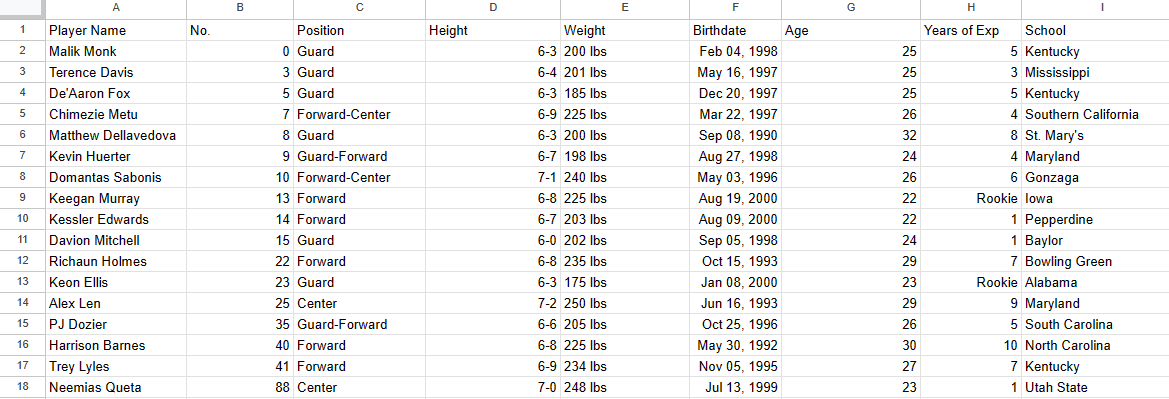 A B C D E F G H I
1 Player Name No. Position Height Weight Birthdate Age Years of Exp School
2 Malik Monk 0 Guard 6-3 200 lbs Feb 04, 1998 25 5 Kentucky
3 Terence Davis 3 Guard 6-4 201 lbs May 16, 1997 25 3 Mississippi
4 De'Aaron Fox 5 Guard 6-3 185 lbs Dec 20, 1997 25 5 Kentucky
5 Chimezie Metu 7 Forward-Center 6-9 225 lbs Mar 22, 1997 26 4 Southern California
6 Matthew Dellavedova 8 Guard 6-3 200 lbs Sep 08, 1990 32 8 St. Mary's
7 Kevin Huerter 9 Guard-Forward 6-7 198 lbs Aug 27, 1998 24 4 Maryland
8 Domantas Sabonis 10 Forward-Center 7-1 240 lbs May 03, 1996 26 6 Gonzaga
9 Keegan Murray 13 Forward 6-8 225 lbs Aug 19, 2000 22 Rookie Iowa
10 Kessler Edwards 14 Forward 6-7 203 lbs Aug 09, 2000 22 1 Pepperdine
11 Davion Mitchell 15 Guard 6-0 202 lbs Sep 05, 1998 24 1 Baylor
12 Richaun Holmes 22 Forward 6-8 235 lbs Oct 15, 1993 29 7 Bowling Green
13 Keon Ellis 23 Guard 6-3 175 lbs Jan 08, 2000 23 Rookie Alabama
14 Alex Len 25 Center 7-2 250 lbs Jun 16, 1993 29 9 Maryland
15 PJ Dozier 35 Guard-Forward 6-6 205 lbs Oct 25, 1996 26 5 South Carolina
16 Harrison Barnes 40 Forward 6-8 225 lbs May 30, 1992 30 10 North Carolina
17 Trey Lyles 41 Forward 6-9 234 lbs Nov 05, 1995 27 7 Kentucky
18 Neemias Queta 88 Center 7-0 248 lbs Jul 13, 1999 23 1 Utah State